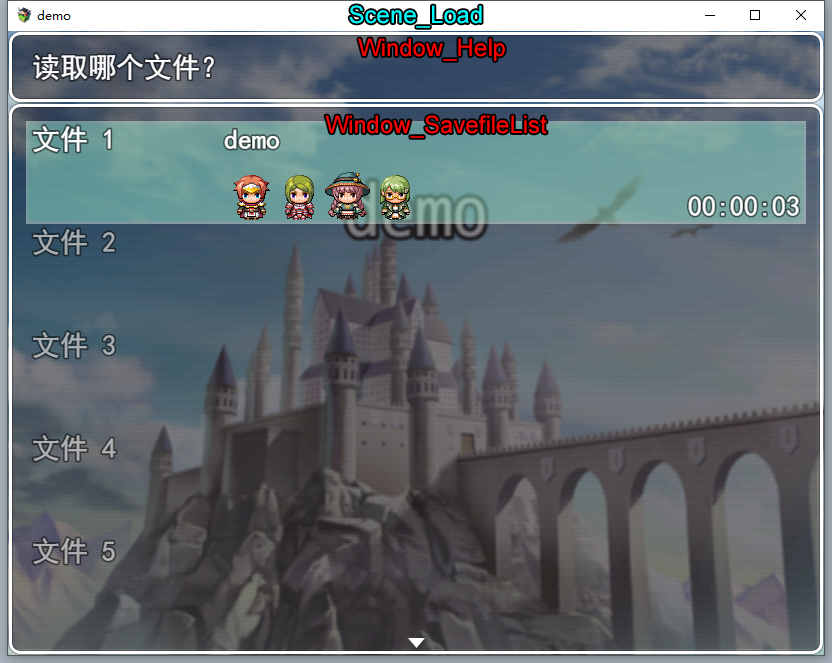 demo
Scene_Load
Window_Help
读取哪个文件？
Window_SavefileList
文件 1 demo
demo
00:00:03
文件 2
文件 3
文件 4
文件 5